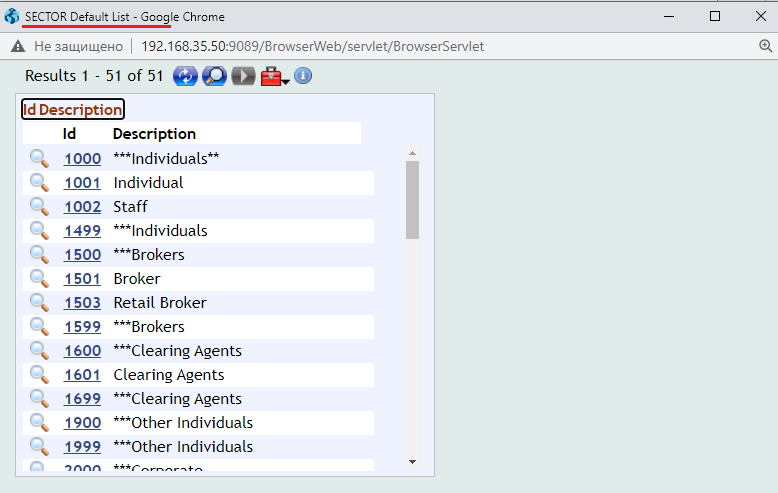 SECTOR Default List - Google Chrome
Не защищено 192.168.35.50:9089/BrowserWeb/servlet/BrowserServlet
Results 1 - 51 of 51
Id Description
Id Description
1000 ***Individuals**
1001 Individual
1002 Staff
1499 ***Individuals
1500 ***Brokers
1501 Broker
1503 Retail Broker
1599 ***Brokers
1600 ***Clearing Agents
1601 Clearing Agents
1699 ***Clearing Agents
1900 ***Other Individuals
1999 ***Other Individuals
2000 ***Corporate